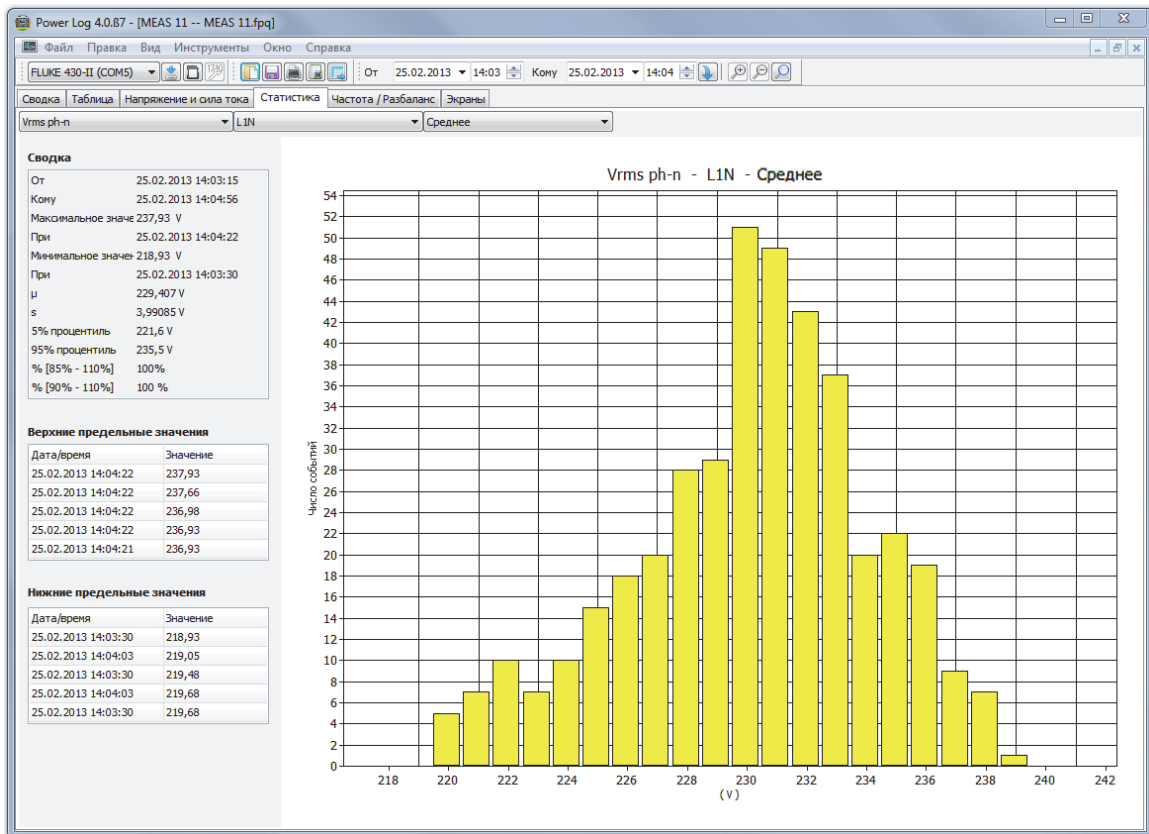 Power Log 4.0.87 - [MEAS 11 -- MEAS 11.fpq]
Файл Правка Вид Инструменты Окно Справка
FLUKE 430-II (COM5) От 25.02.2013 14:03 Кому 25.02.2013 14:04
Сводка Таблица Напряжение и сила тока Статистика Частота / Разбаланс Экраны
Vrms ph-n L1N Среднее
Сводка
От 25.02.2013 14:03:15
Кому 25.02.2013 14:04:56
Максимальное значе 237,93 V
При 25.02.2013 14:04:22
Минимальное значен 218,93 V
При 25.02.2013 14:03:30
μ 229,407 V
s 3,99085 V
5% процентиль 221,6 V
95% процентиль 235,5 V
% [85% - 110%] 100%
% [90% - 110%] 100 %
Верхние предельные значения
Дата/время Значение
25.02.2013 14:04:22 237,93
25.02.2013 14:04:22 237,66
25.02.2013 14:04:22 236,98
25.02.2013 14:04:22 236,93
25.02.2013 14:04:21 236,93
Нижние предельные значения
Дата/время Значение
25.02.2013 14:03:30 218,93
25.02.2013 14:04:03 219,05
25.02.2013 14:03:30 219,48
25.02.2013 14:04:03 219,68
25.02.2013 14:03:30 219,68
Vrms ph-n - L1N - Среднее
Число событий
54
52
50
48
46
44
42
40
38
36
34
32
30
28
26
24
22
20
18
16
14
12
10
8
6
4
2
0
218 220 222 224 226 228 230 232 234 236 238 240 242
(V)